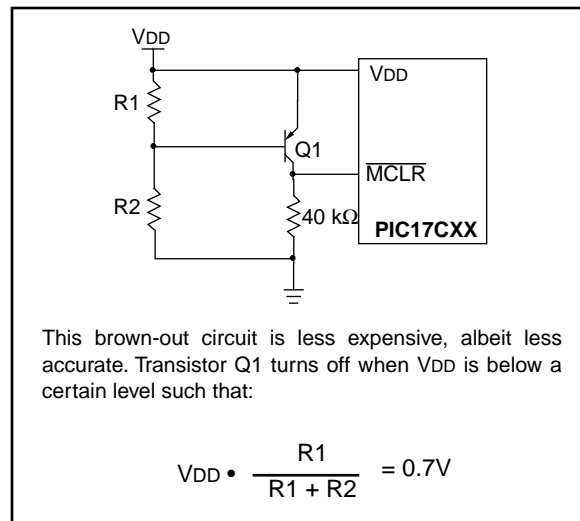 VDD
R1
VDD
Q1
MCLR
R2
40 kΩ
PIC17CXX
This brown-out circuit is less expensive, albeit less
accurate. Transistor Q1 turns off when VDD is below a
certain level such that:
R1
VDD • = 0.7V
R1 + R2